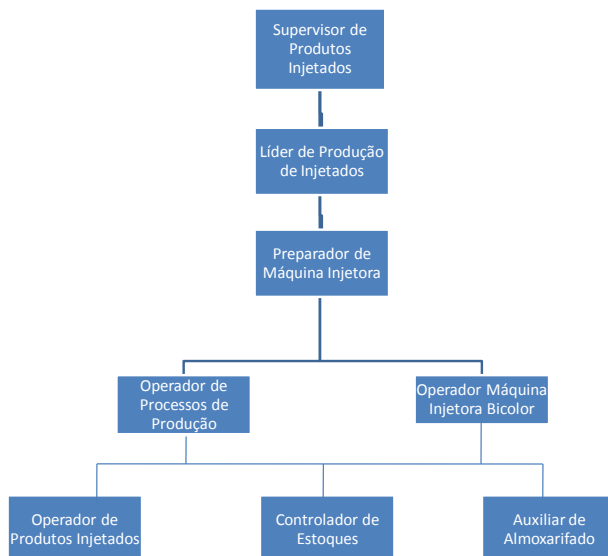 Supervisor de
Produtos
Injetados
Líder de Produção
de Injetados
Preparador de
Máquina Injetora
Operador de
Processos de
Produção
Operador Máquina
Injetora Bicolor
Operador de
Produtos Injetados
Controlador de
Estoques
Auxiliar de
Almoxarifado